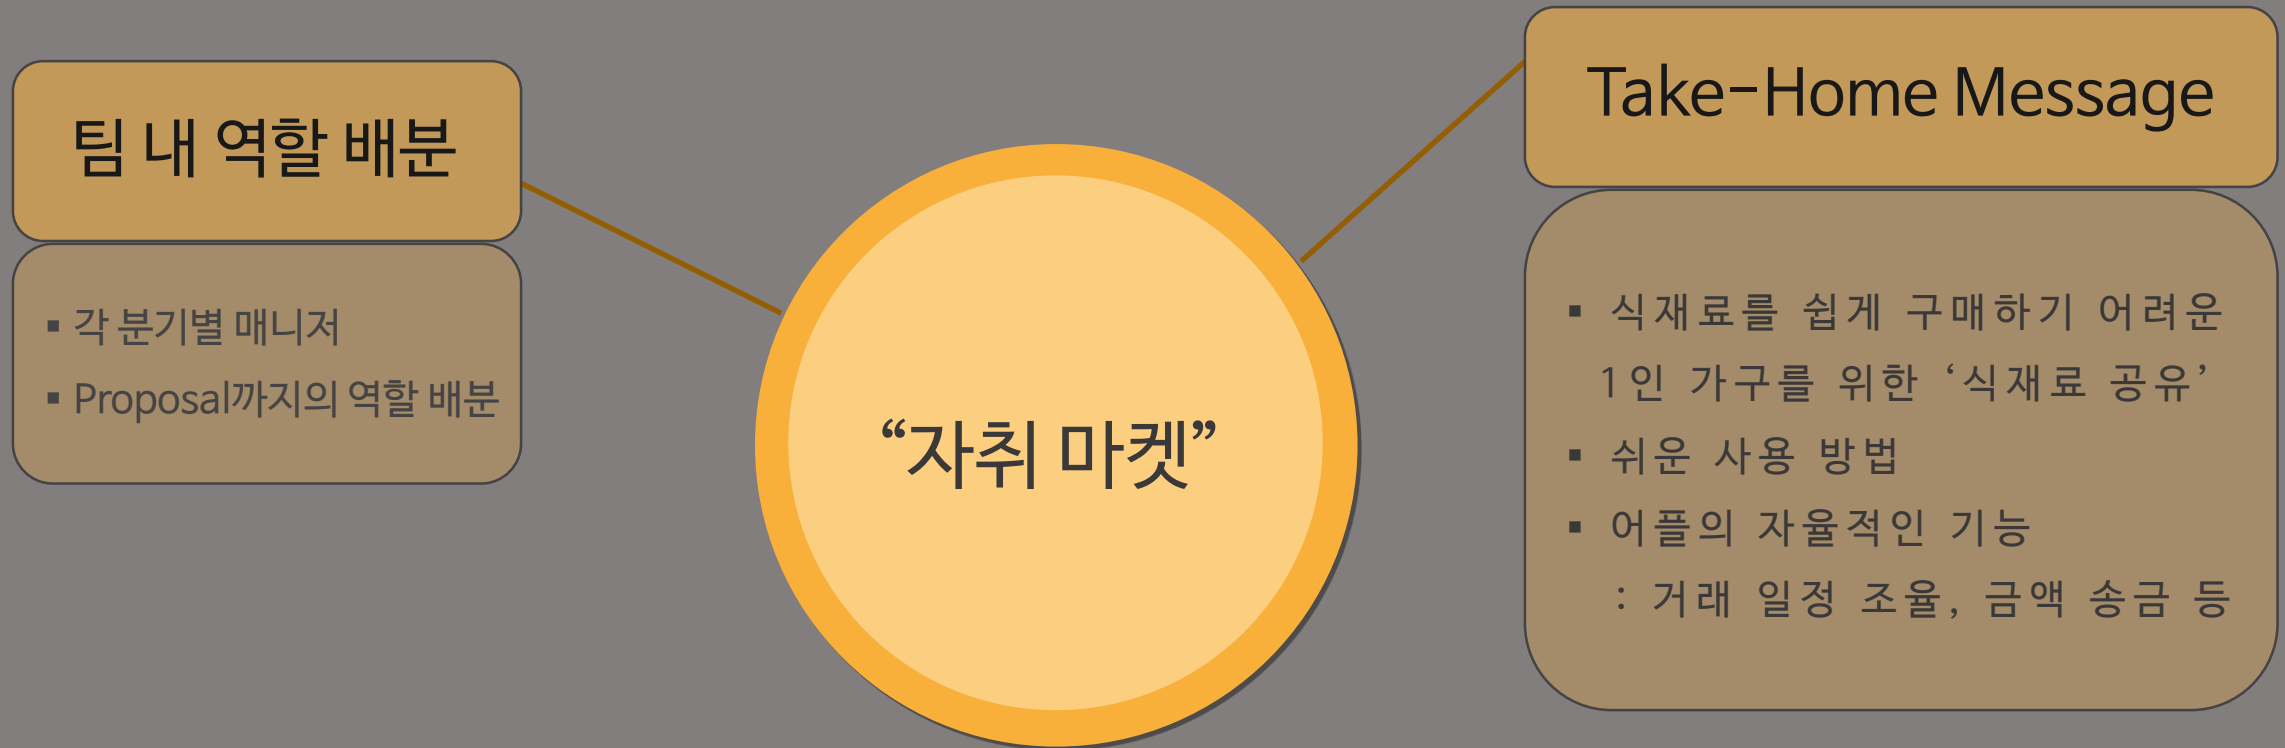 팀 내 역할 배분
▪ 각 분기별 매니저
▪ Proposal까지의 역할 배분
“자취 마켓”
Take-Home Message
▪ 식재료를 쉽게 구매하기 어려운
1인 가구를 위한 ‘식재료 공유’
▪ 쉬운 사용 방법
▪ 어플의 자율적인 기능
: 거래 일정 조율, 금액 송금 등